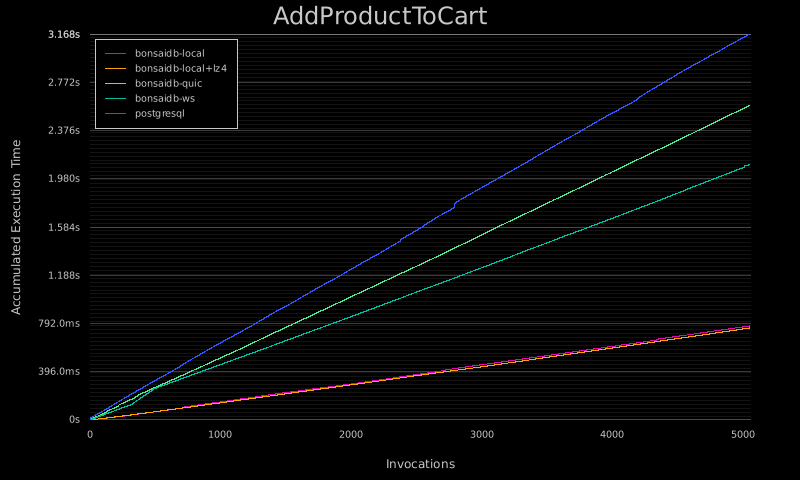 AddProductToCart
3.168s
2.772s
2.376s
1.980s
1.584s
1.188s
792.0ms
396.0ms
0s
Accumulated Execution Time
bonsaidb-local
bonsaidb-local+lz4
bonsaidb-quic
bonsaidb-ws
postgresql
0 1000 2000 3000 4000 5000
Invocations